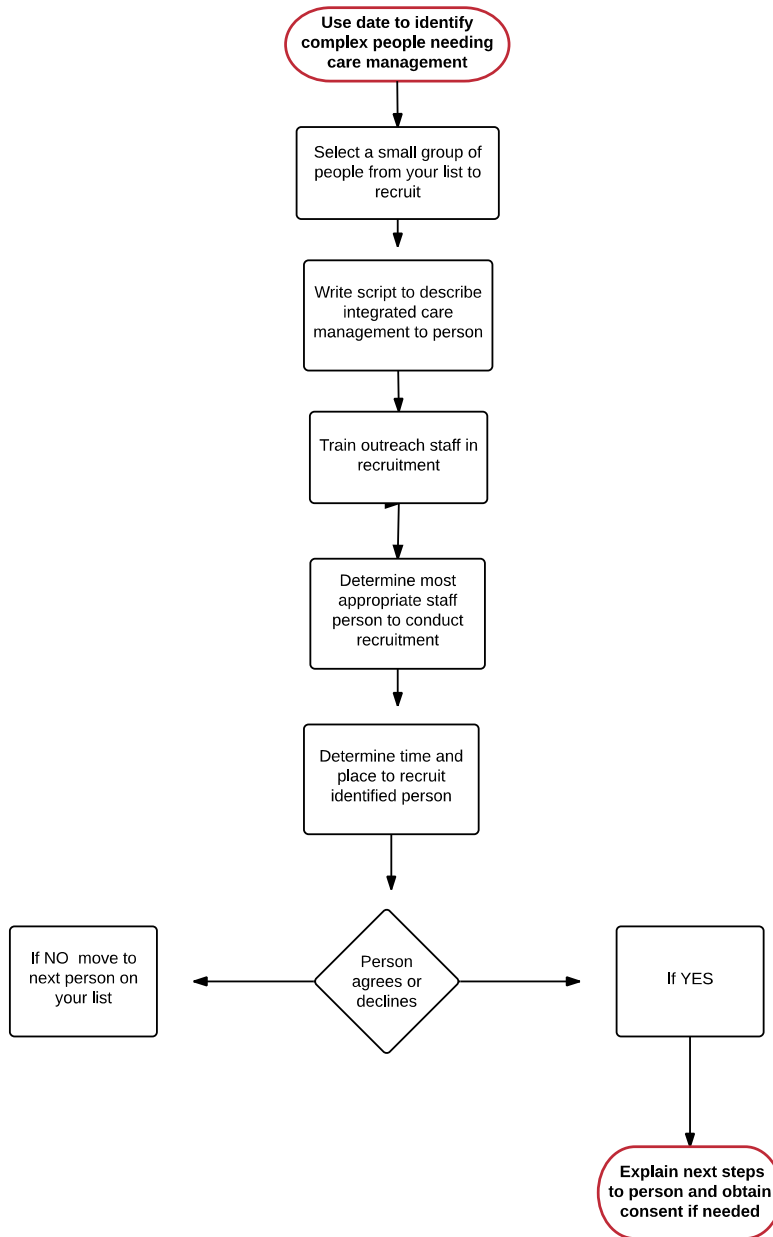 Use date to identify
complex people needing
care management
Select a small group of
people from your list to
recruit
Write script to describe
integrated care
management to person
Train outreach staff in
recruitment
Determine most
appropriate staff
person to conduct
recruitment
Determine time and
place to recruit
identified person
If NO  move to
next person on
your list
Person
agrees or
declines
If YES
Explain next steps
to person and obtain
consent if needed